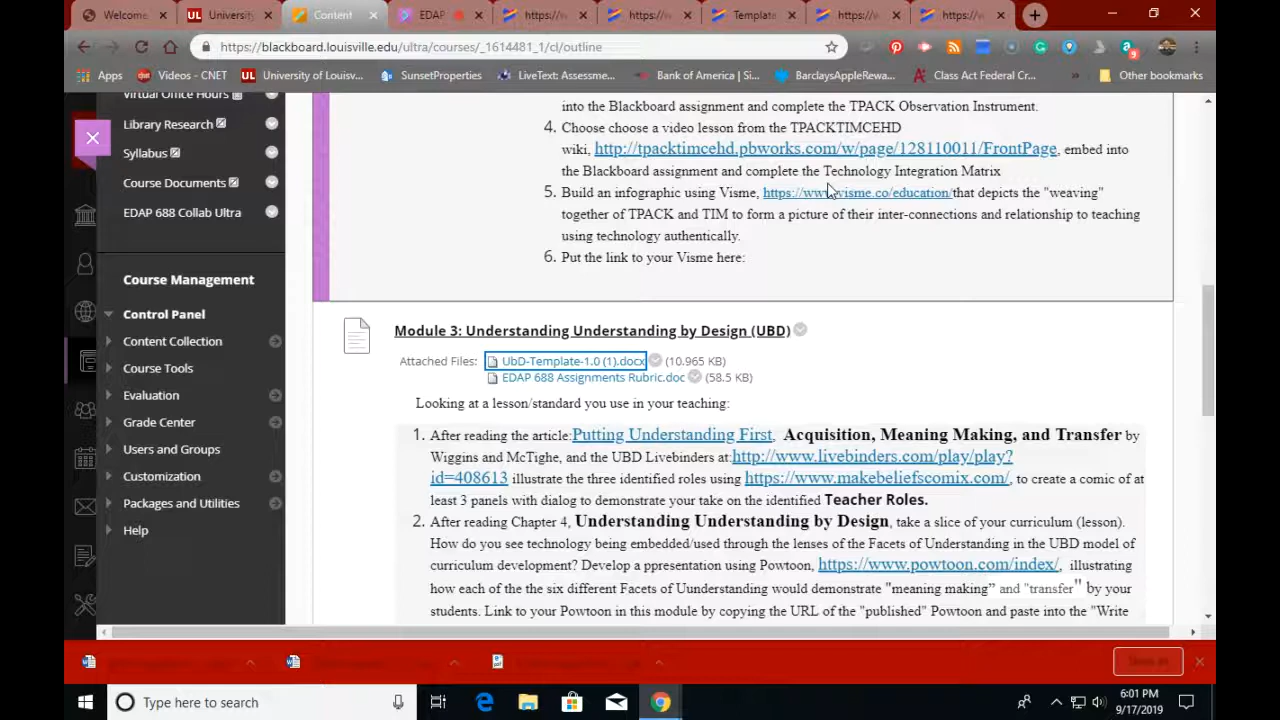 Welcome
Universit
Content
EDAP
https://w
https://w
Template
https://w
https://w
https://blackboard.louisville.edu/ultra/courses/_1614481_1/cl/outline
Apps
Videos - CNET
University of Louisv...
SunsetProperties
LiveText: Assessme...
Bank of America | Si...
BarclaysAppleRewa...
Class Act Federal Cr...
»
Other bookmarks
Virtual Office Hours
Library Research
Syllabus
Course Documents
EDAP 688 Collab Ultra
Course Management
Control Panel
Content Collection
Course Tools
Evaluation
Grade Center
Users and Groups
Customization
Packages and Utilities
Help
into the Blackboard assignment and complete the TPACK Observation Instrument.
4. Choose choose a video lesson from the TPACKTIMCEHD
wiki, http://tpacktimcehd.pbworks.com/w/page/128110011/FrontPage, embed into
the Blackboard assignment and complete the Technology Integration Matrix
5. Build an infographic using Visme, https://www.visme.co/education/that depicts the "weaving"
together of TPACK and TIM to form a picture of their inter-connections and relationship to teaching
using technology authentically.
6. Put the link to your Visme here:
Module 3: Understanding Understanding by Design (UBD)
Attached Files: UbD-Template-1.0 (1).docx (10.965 KB)
EDAP 688 Assignments Rubric.doc (58.5 KB)
Looking at a lesson/standard you use in your teaching:
1. After reading the article:Putting Understanding First, Acquisition, Meaning Making, and Transfer by
Wiggins and McTighe, and the UBD Livebinders at:http://www.livebinders.com/play/play?
id=408613 illustrate the three identified roles using https://www.makebeliefscomix.com/, to create a comic of at
least 3 panels with dialog to demonstrate your take on the identified Teacher Roles.
2. After reading Chapter 4, Understanding Understanding by Design, take a slice of your curriculum (lesson).
How do you see technology being embedded/used through the lenses of the Facets of Understanding in the UBD model of
curriculum development? Develop a ppresentation using Powtoon, https://www.powtoon.com/index/, illustrating
how each of the the six different Facets of Uunderstanding would demonstrate "meaning making" and "transfer" by your
students. Link to your Powtoon in this module by copying the URL of the "published" Powtoon and paste into the "Write
Type here to search
6:01 PM
9/17/2019